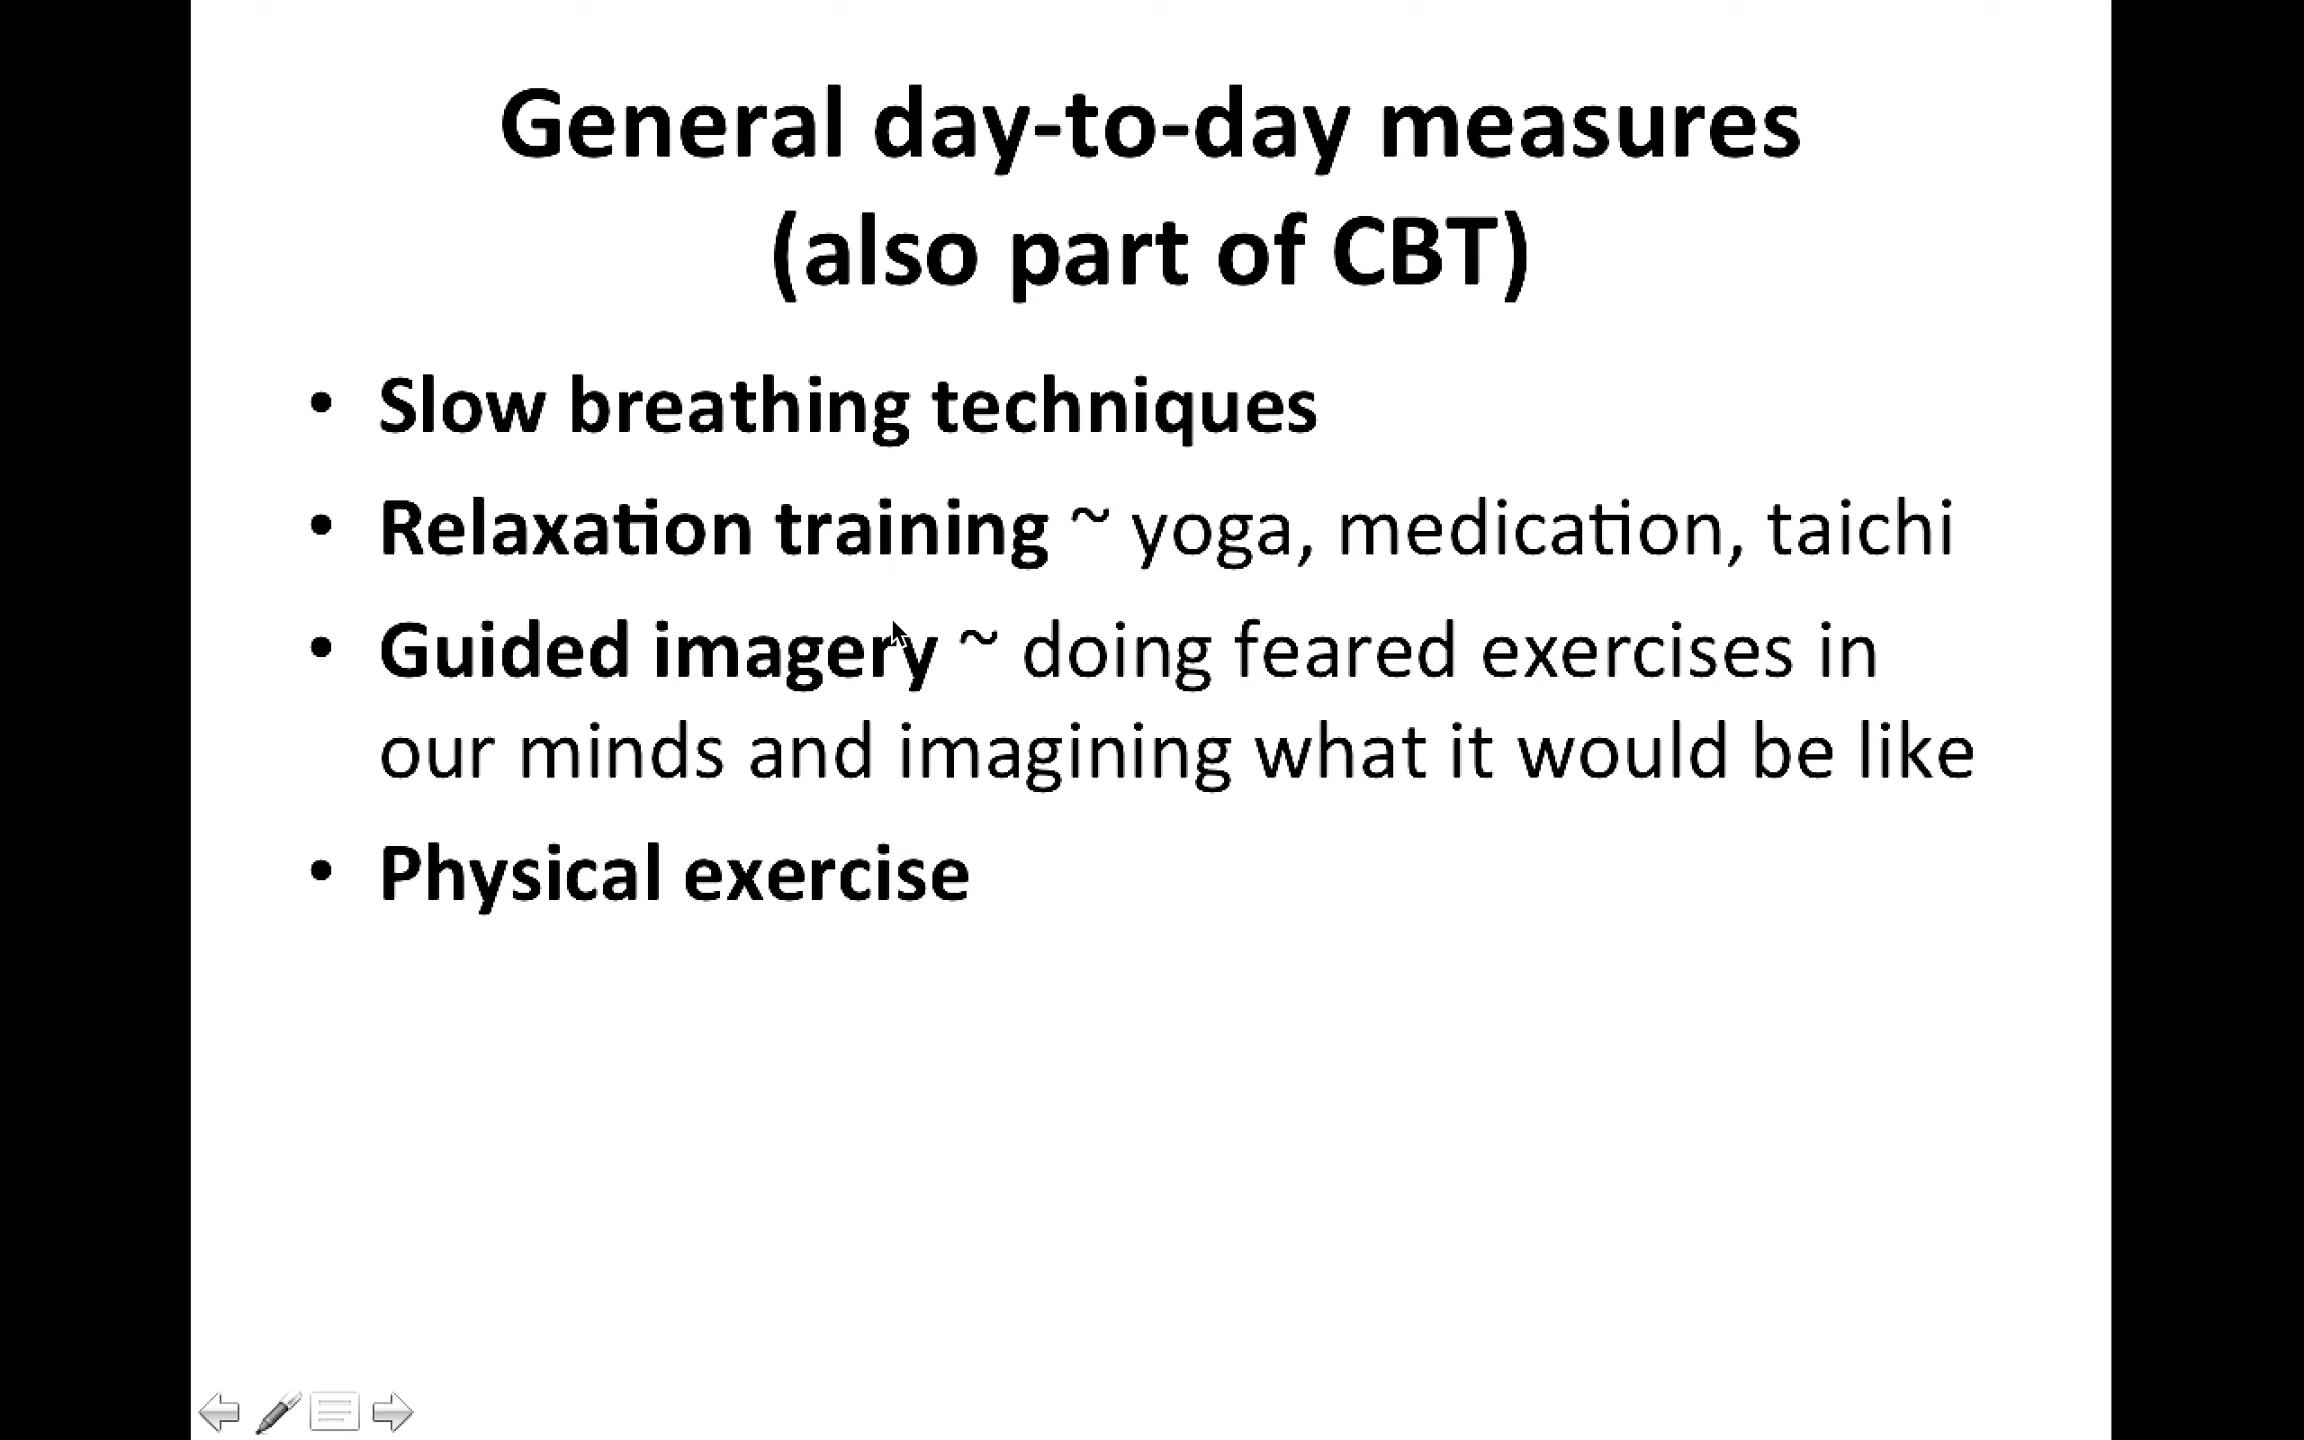 General day-to-day measures
(also part of CBT)
• Slow breathing techniques
• Relaxation training ~ yoga, medication, taichi
• Guided imagery ~ doing feared exercises in
our minds and imagining what it would be like
• Physical exercise